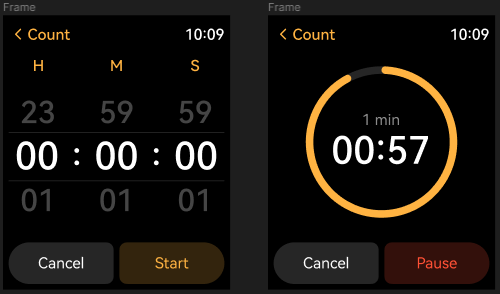 Frame
Count 10:09
H M S
23 59 59
00 : 00 : 00
01 01 01
Cancel Start
Frame
Count 10:09
1 min
00:57
Cancel Pause